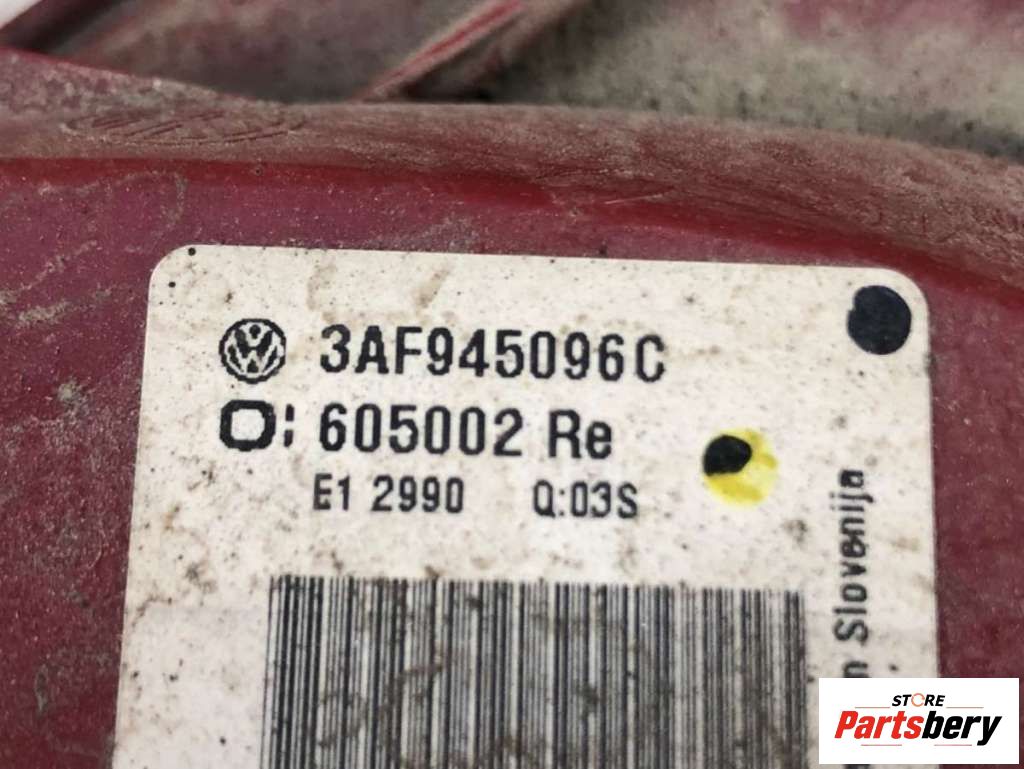 3AF945096C
O: 605002 Re
E1 2990 Q:03S
Slovenija
STORE
Partsbery